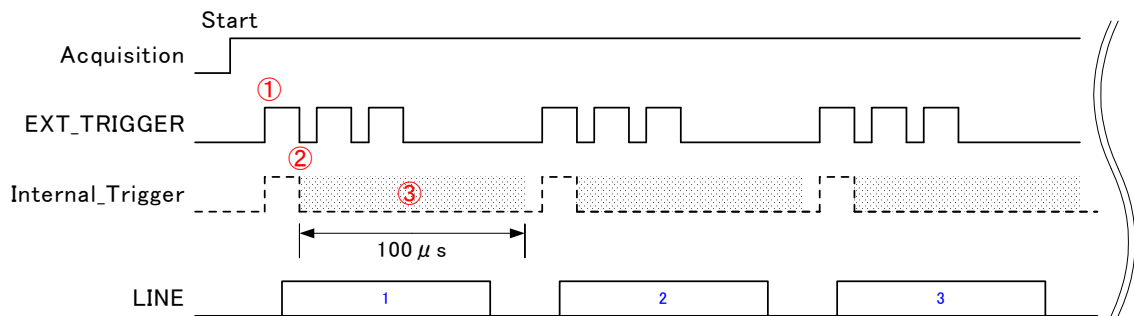 Start
Acquisition
①
EXT_TRIGGER
②
Internal_Trigger
③
100μs
LINE
1
2
3